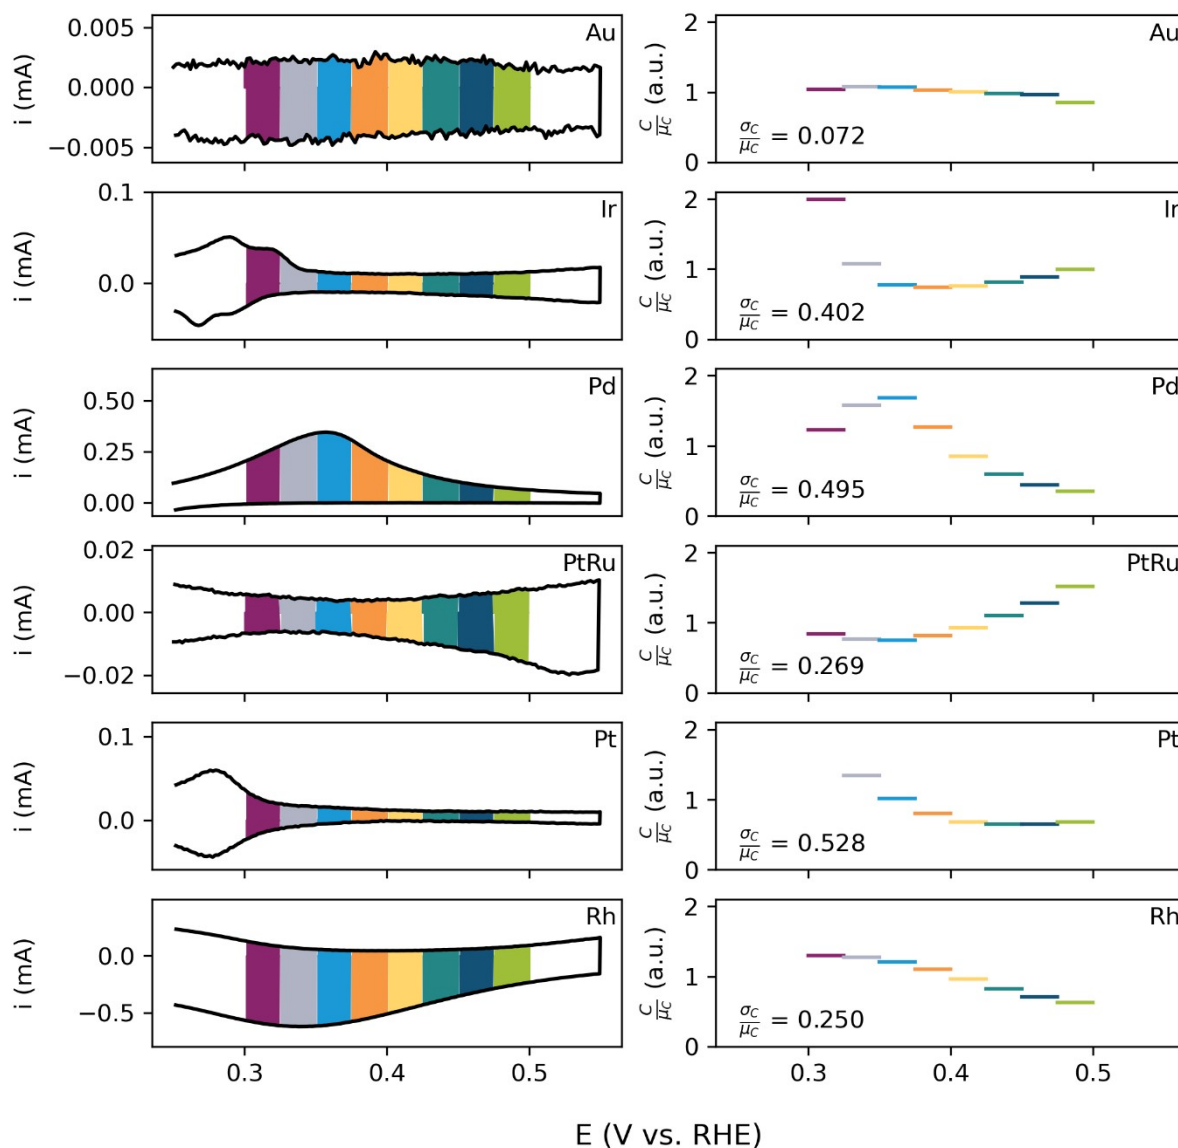 Au
i (mA)
0.005
0.000
−0.005
Au
C/μC (a.u.)
2
1
0
σC/μC = 0.072
Ir
i (mA)
0.1
0.0
Ir
C/μC (a.u.)
2
1
0
σC/μC = 0.402
Pd
i (mA)
0.50
0.25
0.00
Pd
C/μC (a.u.)
2
1
0
σC/μC = 0.495
PtRu
i (mA)
0.02
0.00
−0.02
PtRu
C/μC (a.u.)
2
1
0
σC/μC = 0.269
Pt
i (mA)
0.1
0.0
Pt
C/μC (a.u.)
2
1
0
σC/μC = 0.528
Rh
i (mA)
0.0
−0.5
0.3 0.4 0.5
Rh
C/μC (a.u.)
2
1
0
σC/μC = 0.250
0.3 0.4 0.5
E (V vs. RHE)